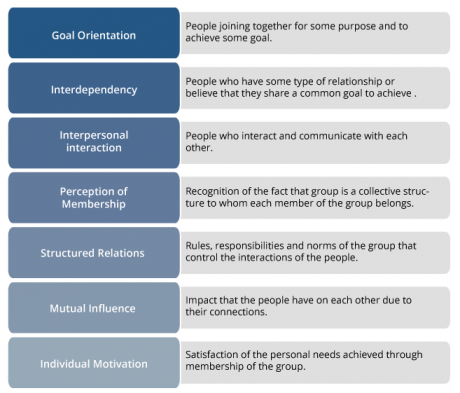 Goal Orientation
People joining together for some purpose and to
achieve some goal.
Interdependency
People who have some type of relationship or
believe that they share a common goal to achieve .
Interpersonal
interaction
People who interact and communicate with each
other.
Perception of
Membership
Recognition of the fact that group is a collective struc-
ture to whom each member of the group belongs.
Structured Relations
Rules, responsibilities and norms of the group that
control the interactions of the people.
Mutual Influence
Impact that the people have on each other due to
their connections.
Individual Motivation
Satisfaction of the personal needs achieved through
membership of the group.